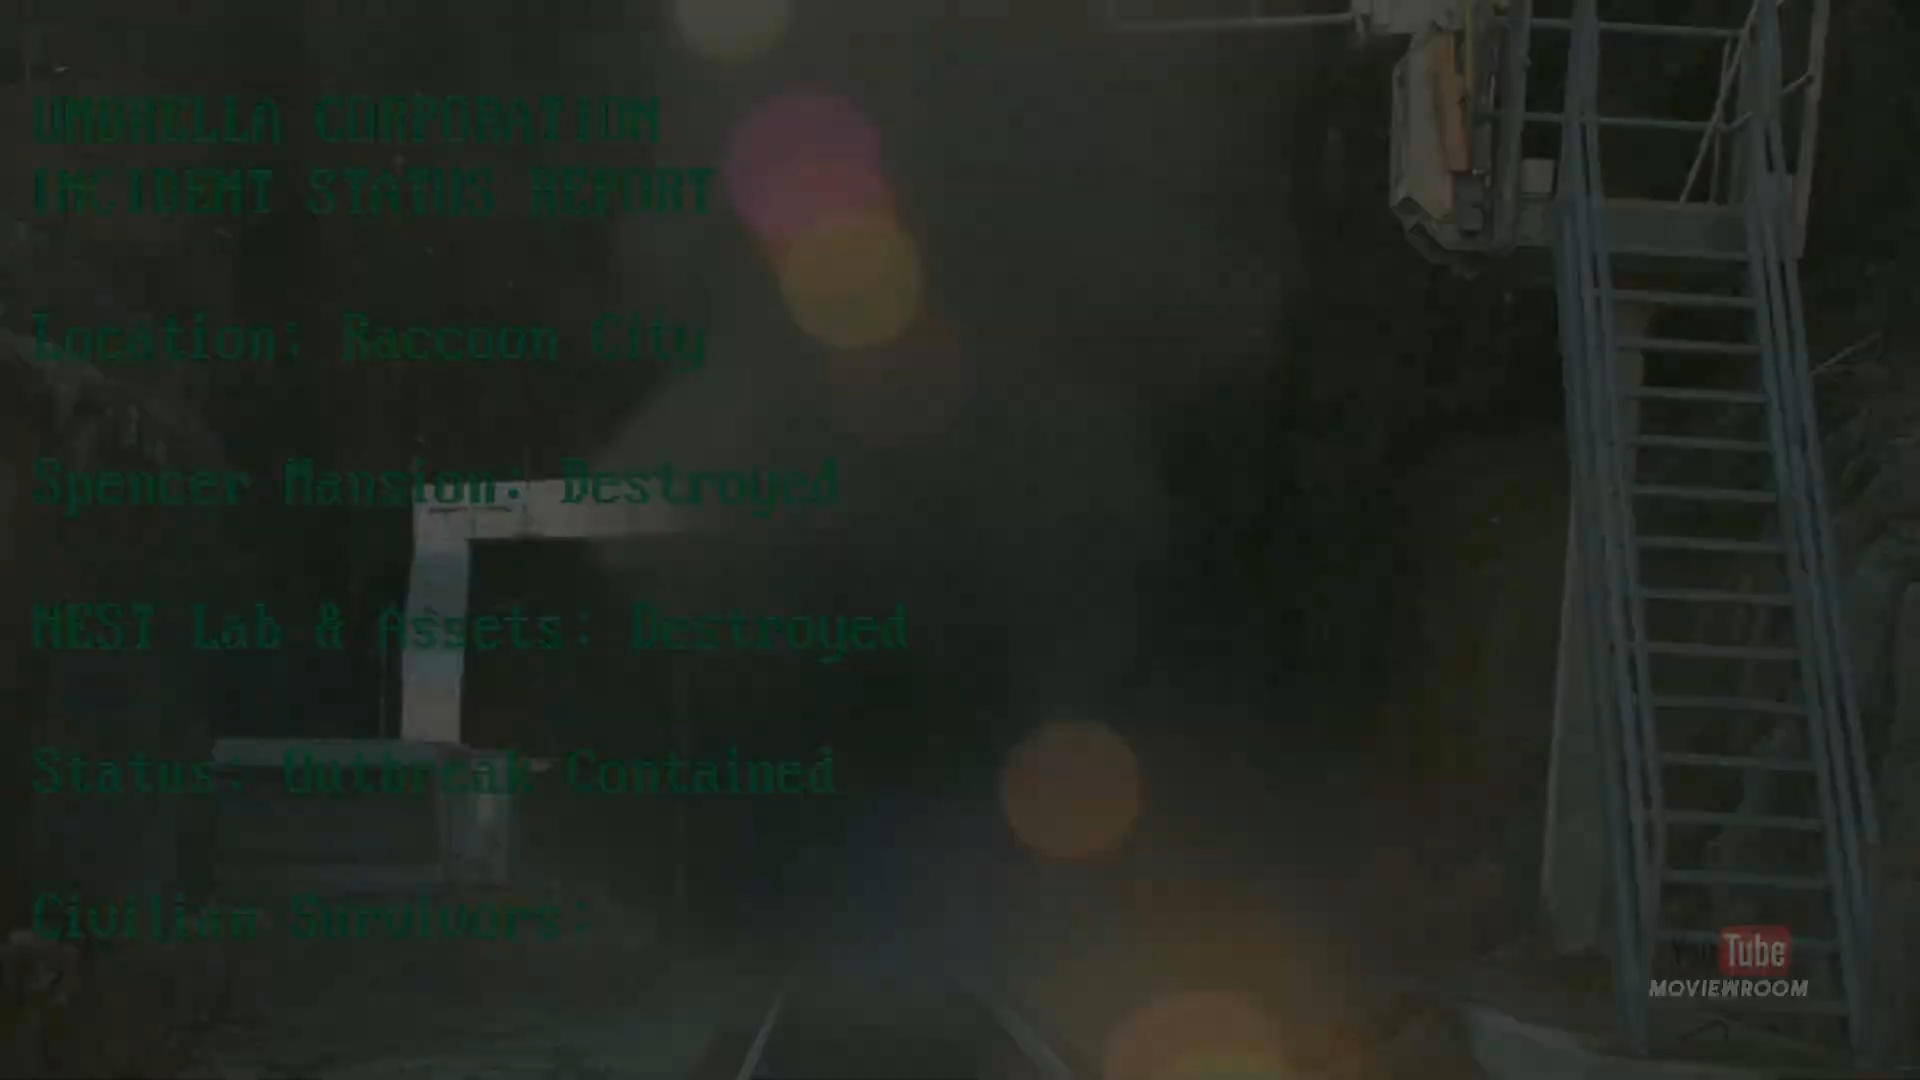 UMBRELLA CORPORATION
INCIDENT STATUS REPORT
Location: Raccoon City
Spencer Mansion: Destroyed
NEST Lab & Assets: Destroyed
Status: Outbreak Contained
Civilian Survivors:
YouTube
MOVIEWROOM